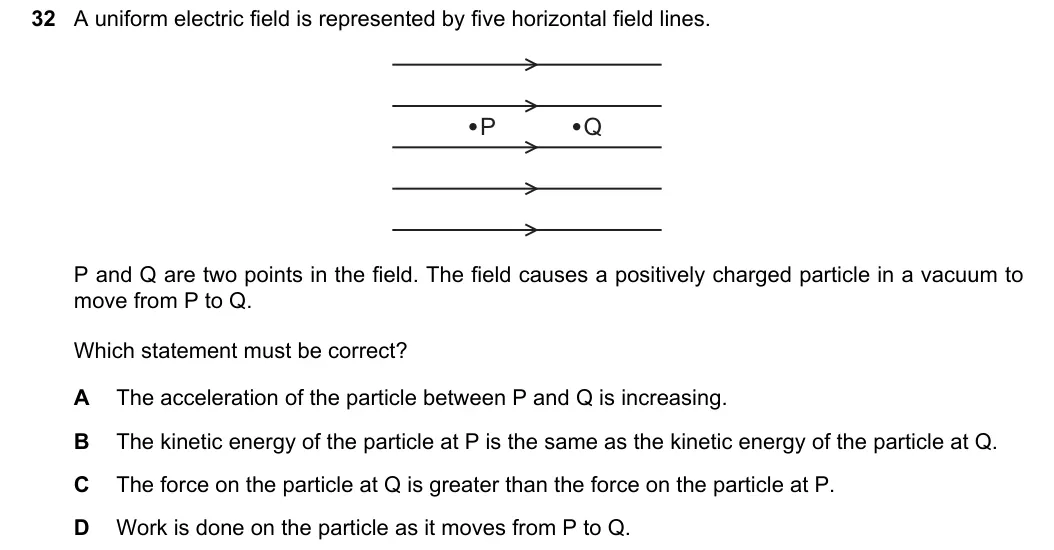 32 A uniform electric field is represented by five horizontal field lines.
•P •Q
P and Q are two points in the field. The field causes a positively charged particle in a vacuum to
move from P to Q.
Which statement must be correct?
A The acceleration of the particle between P and Q is increasing.
B The kinetic energy of the particle at P is the same as the kinetic energy of the particle at Q.
C The force on the particle at Q is greater than the force on the particle at P.
D Work is done on the particle as it moves from P to Q.